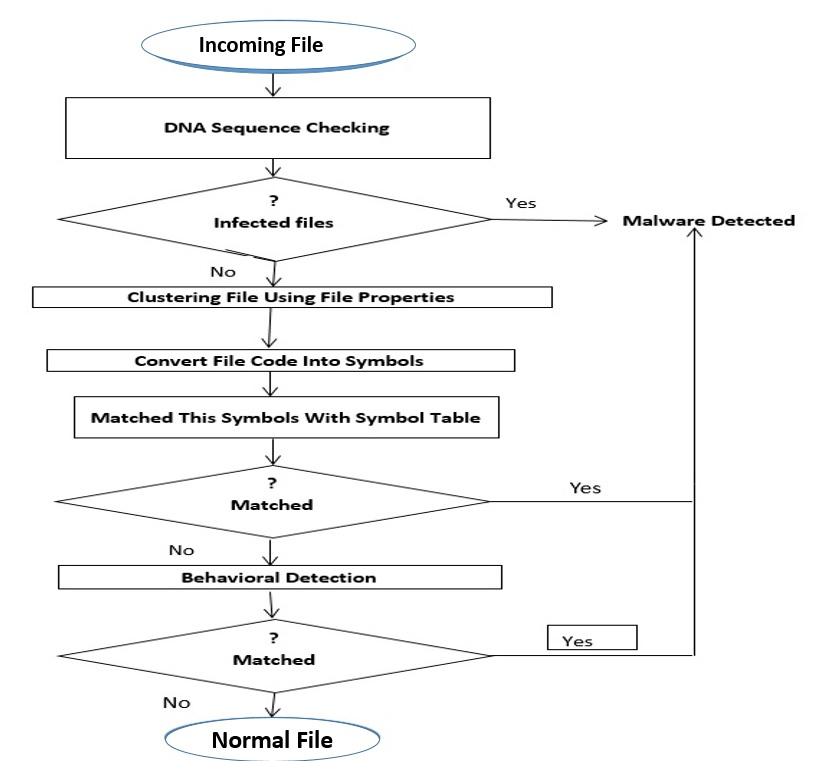 Incoming File
DNA Sequence Checking
?
Infected files
Yes
Malware Detected
No
Clustering File Using File Properties
Convert File Code Into Symbols
Matched This Symbols With Symbol Table
?
Matched
Yes
No
Behavioral Detection
?
Matched
Yes
No
Normal File